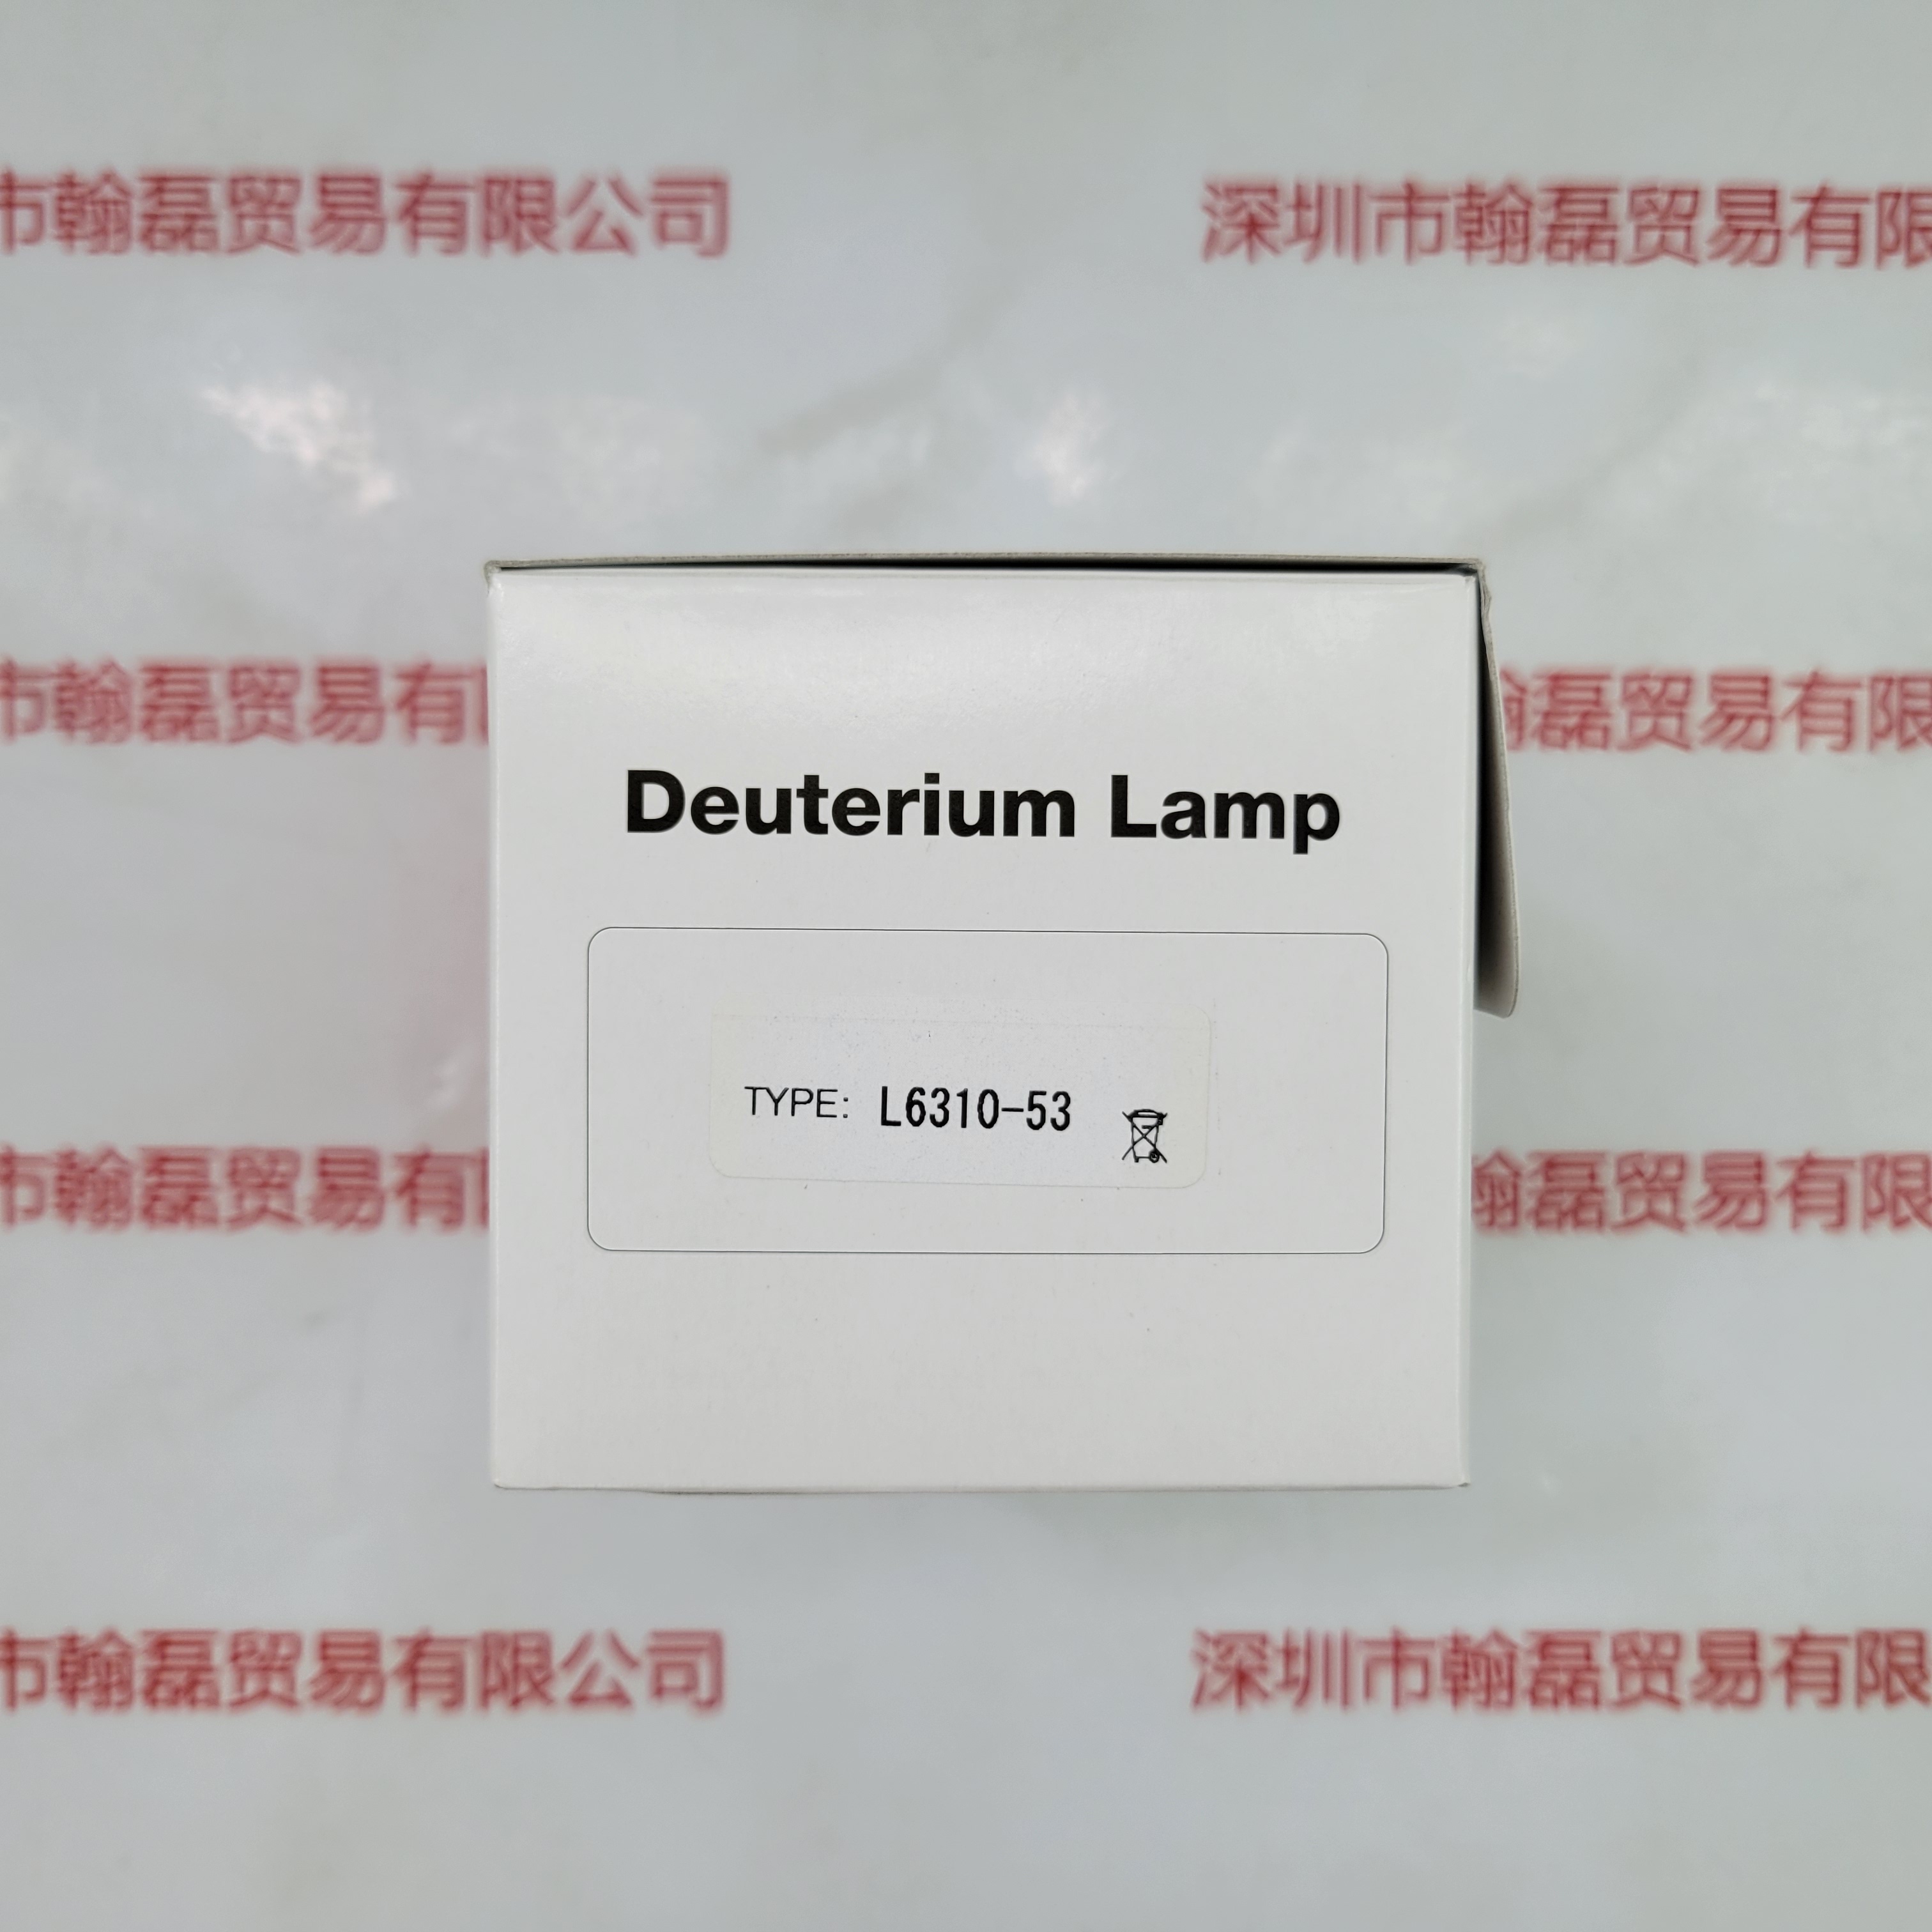 市翰磊贸易有限公司
深圳市翰磊贸易有限
市翰磊贸易有
磊贸易有限
Deuterium Lamp
TYPE: L6310-53
市翰磊贸易有
翰磊贸易有限
市翰磊贸易有限公司
深圳市翰磊贸易有限